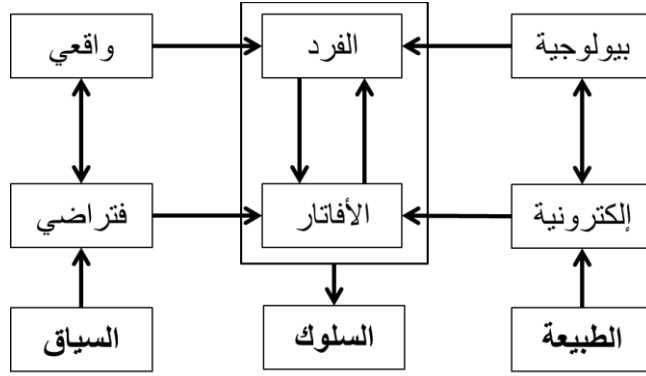 بيولوجية
الفرد
واقعي
إلكترونية
الأفاتار
فتراضي
الطبيعة
السلوك
السياق